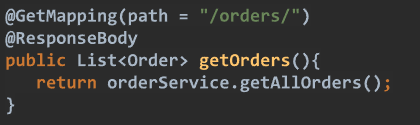 @GetMapping(path = "/orders/")
@ResponseBody
public List<Order> getOrders(){
return orderService.getAllOrders();
}